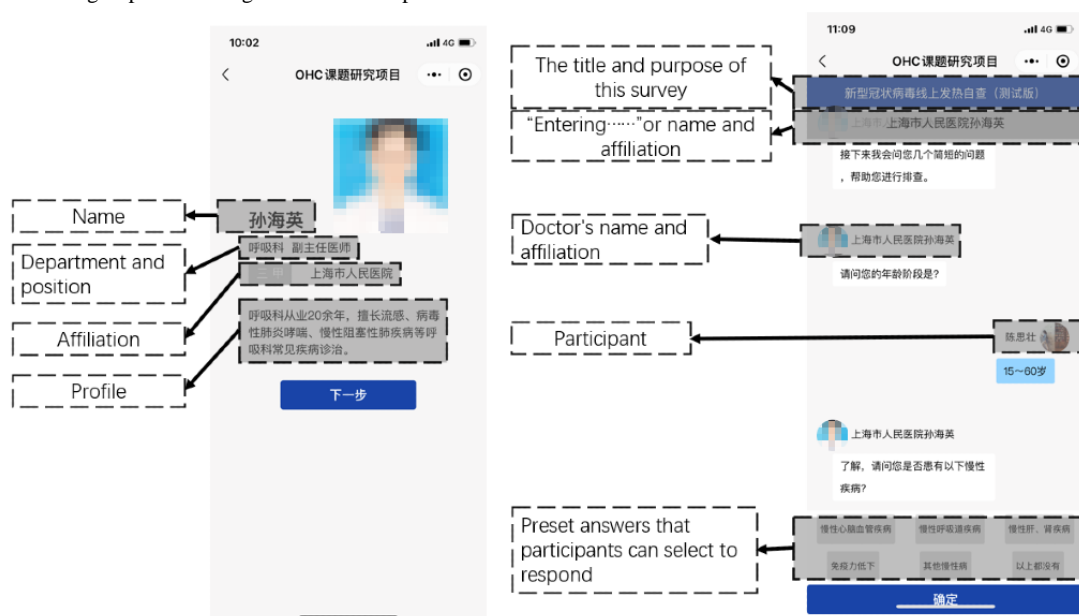 10:02
4G
OHC课题研究项目
Name
Department and
position
Affiliation
Profile
孙海英
呼吸科 副主任医师
三甲 上海市人民医院
呼吸科从业20余年，擅长流感、病毒
性肺炎哮喘、慢性阻塞性肺疾病等呼
吸科常见疾病诊治。
下一步
The title and purpose of
this survey
“Entering……”or name and
affiliation
Doctor's name and
affiliation
Participant
Preset answers that
participants can select to
respond
11:09
4G
OHC课题研究项目
新型冠状病毒线上发热自查（测试版）
上海市人民医院孙海英
接下来我会问您几个简短的问题
，帮助您进行排查。
上海市人民医院孙海英
请问您的年龄阶段是?
陈思壮
15～60岁
上海市人民医院孙海英
了解，请问您是否患有以下慢性
疾病?
慢性心脑血管疾病 慢性呼吸道疾病 慢性肝、肾疾病
免疫力低下 其他慢性病 以上都没有
确定